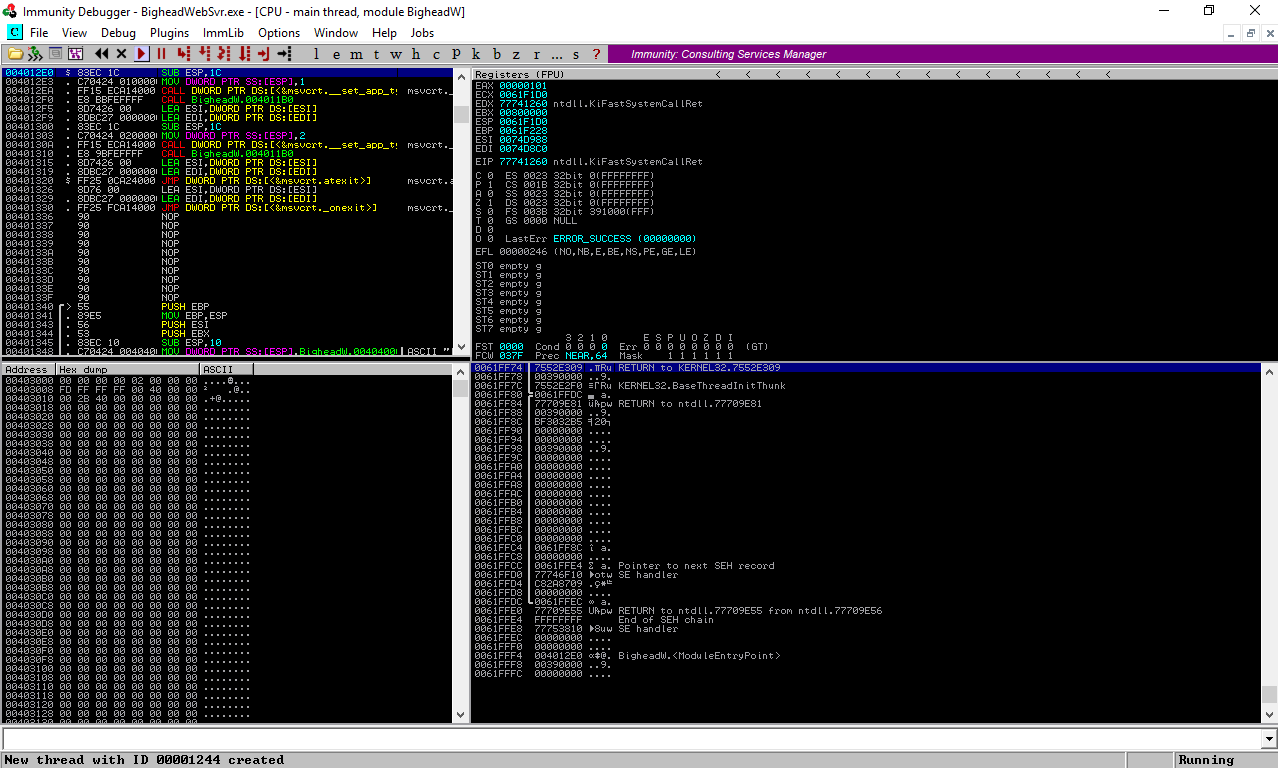 Immunity Debugger - BigheadWebSvr.exe - [CPU - main thread, module BigheadW]
C File View Debug Plugins ImmLib Options Window Help Jobs
l e m t w h c P k b z r ... s ? Immunity: Consulting Services Manager
004012E0 $ 83EC 1C SUB ESP,1C
004012E3 . C70424 010000 MOV DWORD PTR SS:[ESP],1
004012EA . FF15 ECA14000 CALL DWORD PTR DS:[<&msvcrt.__set_app_ty msvcrt._
004012F0 . E8 BBFEFFFF CALL BigheadW.004011B0
004012F5 . 8D7426 00 LEA ESI,DWORD PTR DS:[ESI]
004012F9 . 8DBC27 000000 LEA EDI,DWORD PTR DS:[EDI]
00401300 . 83EC 1C SUB ESP,1C
00401303 . C70424 020000 MOV DWORD PTR SS:[ESP],2
0040130A . FF15 ECA14000 CALL DWORD PTR DS:[<&msvcrt.__set_app_ty msvcrt._
00401310 . E8 9BFEFFFF CALL BigheadW.004011B0
00401315 . 8D7426 00 LEA ESI,DWORD PTR DS:[ESI]
00401319 . 8DBC27 000000 LEA EDI,DWORD PTR DS:[EDI]
00401320 $ FF25 0CA24000 JMP DWORD PTR DS:[<&msvcrt.atexit>] msvcrt.a
00401326 8D76 00 LEA ESI,DWORD PTR DS:[ESI]
00401329 . 8DBC27 000000 LEA EDI,DWORD PTR DS:[EDI]
00401330 . FF25 FCA14000 JMP DWORD PTR DS:[<&msvcrt._onexit>] msvcrt._
00401336 90 NOP
00401337 90 NOP
00401338 90 NOP
00401339 90 NOP
0040133A 90 NOP
0040133B 90 NOP
0040133C 90 NOP
0040133D 90 NOP
0040133E 90 NOP
0040133F 90 NOP
00401340 > 55 PUSH EBP
00401341 . 89E5 MOV EBP,ESP
00401343 . 56 PUSH ESI
00401344 . 53 PUSH EBX
00401345 . 83EC 10 SUB ESP,10
00401348 . C70424 004040 MOV DWORD PTR SS:[ESP],BigheadW.00404000 ASCII "
Registers (FPU) < < < < < < < < < < < < < <
EAX 00000101
ECX 0061F1D0
EDX 77741260 ntdll.KiFastSystemCallRet
EBX 00800000
ESP 0061F1D0
EBP 0061F228
ESI 0074D988
EDI 0074D8C0
EIP 77741260 ntdll.KiFastSystemCallRet
C 0 ES 0023 32bit 0(FFFFFFFF)
P 1 CS 001B 32bit 0(FFFFFFFF)
A 0 SS 0023 32bit 0(FFFFFFFF)
Z 1 DS 0023 32bit 0(FFFFFFFF)
S 0 FS 003B 32bit 391000(FFF)
T 0 GS 0000 NULL
D 0
O 0 LastErr ERROR_SUCCESS (00000000)
EFL 00000246 (NO,NB,E,BE,NS,PE,GE,LE)
ST0 empty g
ST1 empty g
ST2 empty g
ST3 empty g
ST4 empty g
ST5 empty g
ST6 empty g
ST7 empty g
3 2 1 0 E S P U O Z D I
FST 0000 Cond 0 0 0 0 Err 0 0 0 0 0 0 0 0 (GT)
FCW 037F Prec NEAR,64 Mask 1 1 1 1 1 1
Address Hex dump ASCII
00403000 00 00 00 00 02 00 00 00
00403008 FD FF FF FF 00 40 00 00
00403010 00 2B 40 00 00 00 00 00 .+@.....
00403018 00 00 00 00 00 00 00 00 ........
00403020 00 00 00 00 00 00 00 00 ........
00403028 00 00 00 00 00 00 00 00 ........
00403030 00 00 00 00 00 00 00 00 ........
00403038 00 00 00 00 00 00 00 00 ........
00403040 00 00 00 00 00 00 00 00 ........
00403048 00 00 00 00 00 00 00 00 ........
00403050 00 00 00 00 00 00 00 00 ........
00403058 00 00 00 00 00 00 00 00 ........
00403060 00 00 00 00 00 00 00 00 ........
00403068 00 00 00 00 00 00 00 00 ........
00403070 00 00 00 00 00 00 00 00 ........
00403078 00 00 00 00 00 00 00 00 ........
00403080 00 00 00 00 00 00 00 00 ........
00403088 00 00 00 00 00 00 00 00 ........
00403090 00 00 00 00 00 00 00 00 ........
00403098 00 00 00 00 00 00 00 00 ........
004030A0 00 00 00 00 00 00 00 00 ........
004030A8 00 00 00 00 00 00 00 00 ........
004030B0 00 00 00 00 00 00 00 00 ........
004030B8 00 00 00 00 00 00 00 00 ........
004030C0 00 00 00 00 00 00 00 00 ........
004030C8 00 00 00 00 00 00 00 00 ........
004030D0 00 00 00 00 00 00 00 00 ........
004030D8 00 00 00 00 00 00 00 00 ........
004030E0 00 00 00 00 00 00 00 00 ........
004030E8 00 00 00 00 00 00 00 00 ........
004030F0 00 00 00 00 00 00 00 00 ........
004030F8 00 00 00 00 00 00 00 00 ........
00403100 00 00 00 00 00 00 00 00 ........
00403108 00 00 00 00 00 00 00 00 ........
00403110 00 00 00 00 00 00 00 00 ........
00403118 00 00 00 00 00 00 00 00 ........
00403120 00 00 00 00 00 00 00 00 ........
00403128 00 00 00 00 00 00 00 00 ........
0061FF74 7552E309 RETURN to KERNEL32.7552E309
0061FF78 00390000 ..9.
0061FF7C 7552E2F0 KERNEL32.BaseThreadInitThunk
0061FF80 0061FFDC
0061FF84 77709E81 RETURN to ntdll.77709E81
0061FF88 00390000 ..9.
0061FF8C BF3032B5
0061FF90 00000000 ....
0061FF94 00000000 ....
0061FF98 00390000 ..9.
0061FF9C 00000000 ....
0061FFA0 00000000 ....
0061FFA4 00000000 ....
0061FFA8 00000000 ....
0061FFAC 00000000 ....
0061FFB0 00000000 ....
0061FFB4 00000000 ....
0061FFB8 00000000 ....
0061FFBC 00000000 ....
0061FFC0 00000000 ....
0061FFC4 0061FF8C î a.
0061FFC8 00000000 ....
0061FFCC 0061FFE4 Σ a. Pointer to next SEH record
0061FFD0 77746F10 SE handler
0061FFD4 C82A8709
0061FFD8 00000000 ....
0061FFDC 0061FFEC ∞ a.
0061FFE0 77709E55 RETURN to ntdll.77709E55 from ntdll.77709E56
0061FFE4 FFFFFFFF End of SEH chain
0061FFE8 77753810 SE handler
0061FFEC 00000000 ....
0061FFF0 00000000 ....
0061FFF4 004012E0 BigheadW.<ModuleEntryPoint>
0061FFF8 00390000 ..9.
0061FFFC 00000000 ....
New thread with ID 00001244 created Running